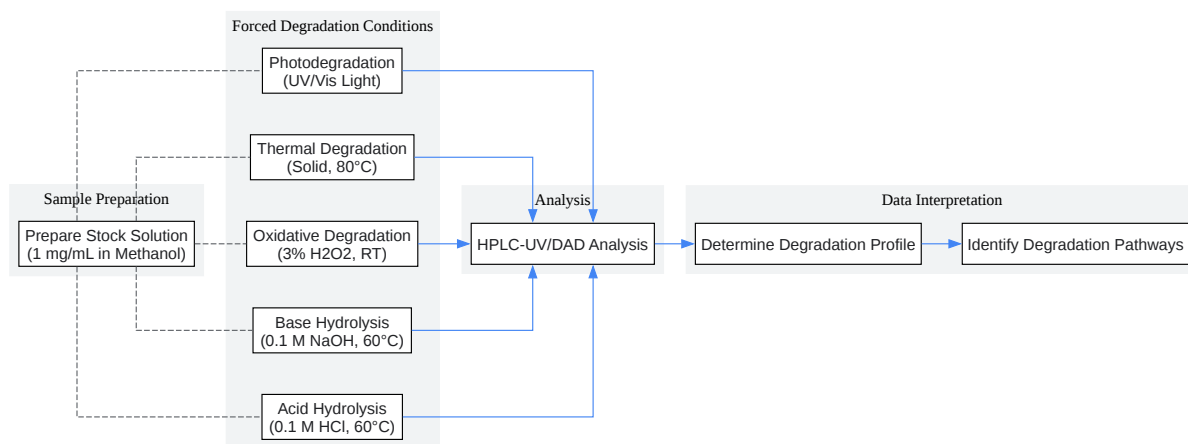 Forced Degradation Conditions
Photodegradation
(UV/Vis Light)
Thermal Degradation
(Solid, 80°C)
Sample Preparation
Prepare Stock Solution
(1 mg/mL in Methanol)
Oxidative Degradation
(3% H2O2, RT)
Base Hydrolysis
(0.1 M NaOH, 60°C)
Acid Hydrolysis
(0.1 M HCl, 60°C)
Analysis
HPLC-UV/DAD Analysis
Data Interpretation
Determine Degradation Profile
Identify Degradation Pathways